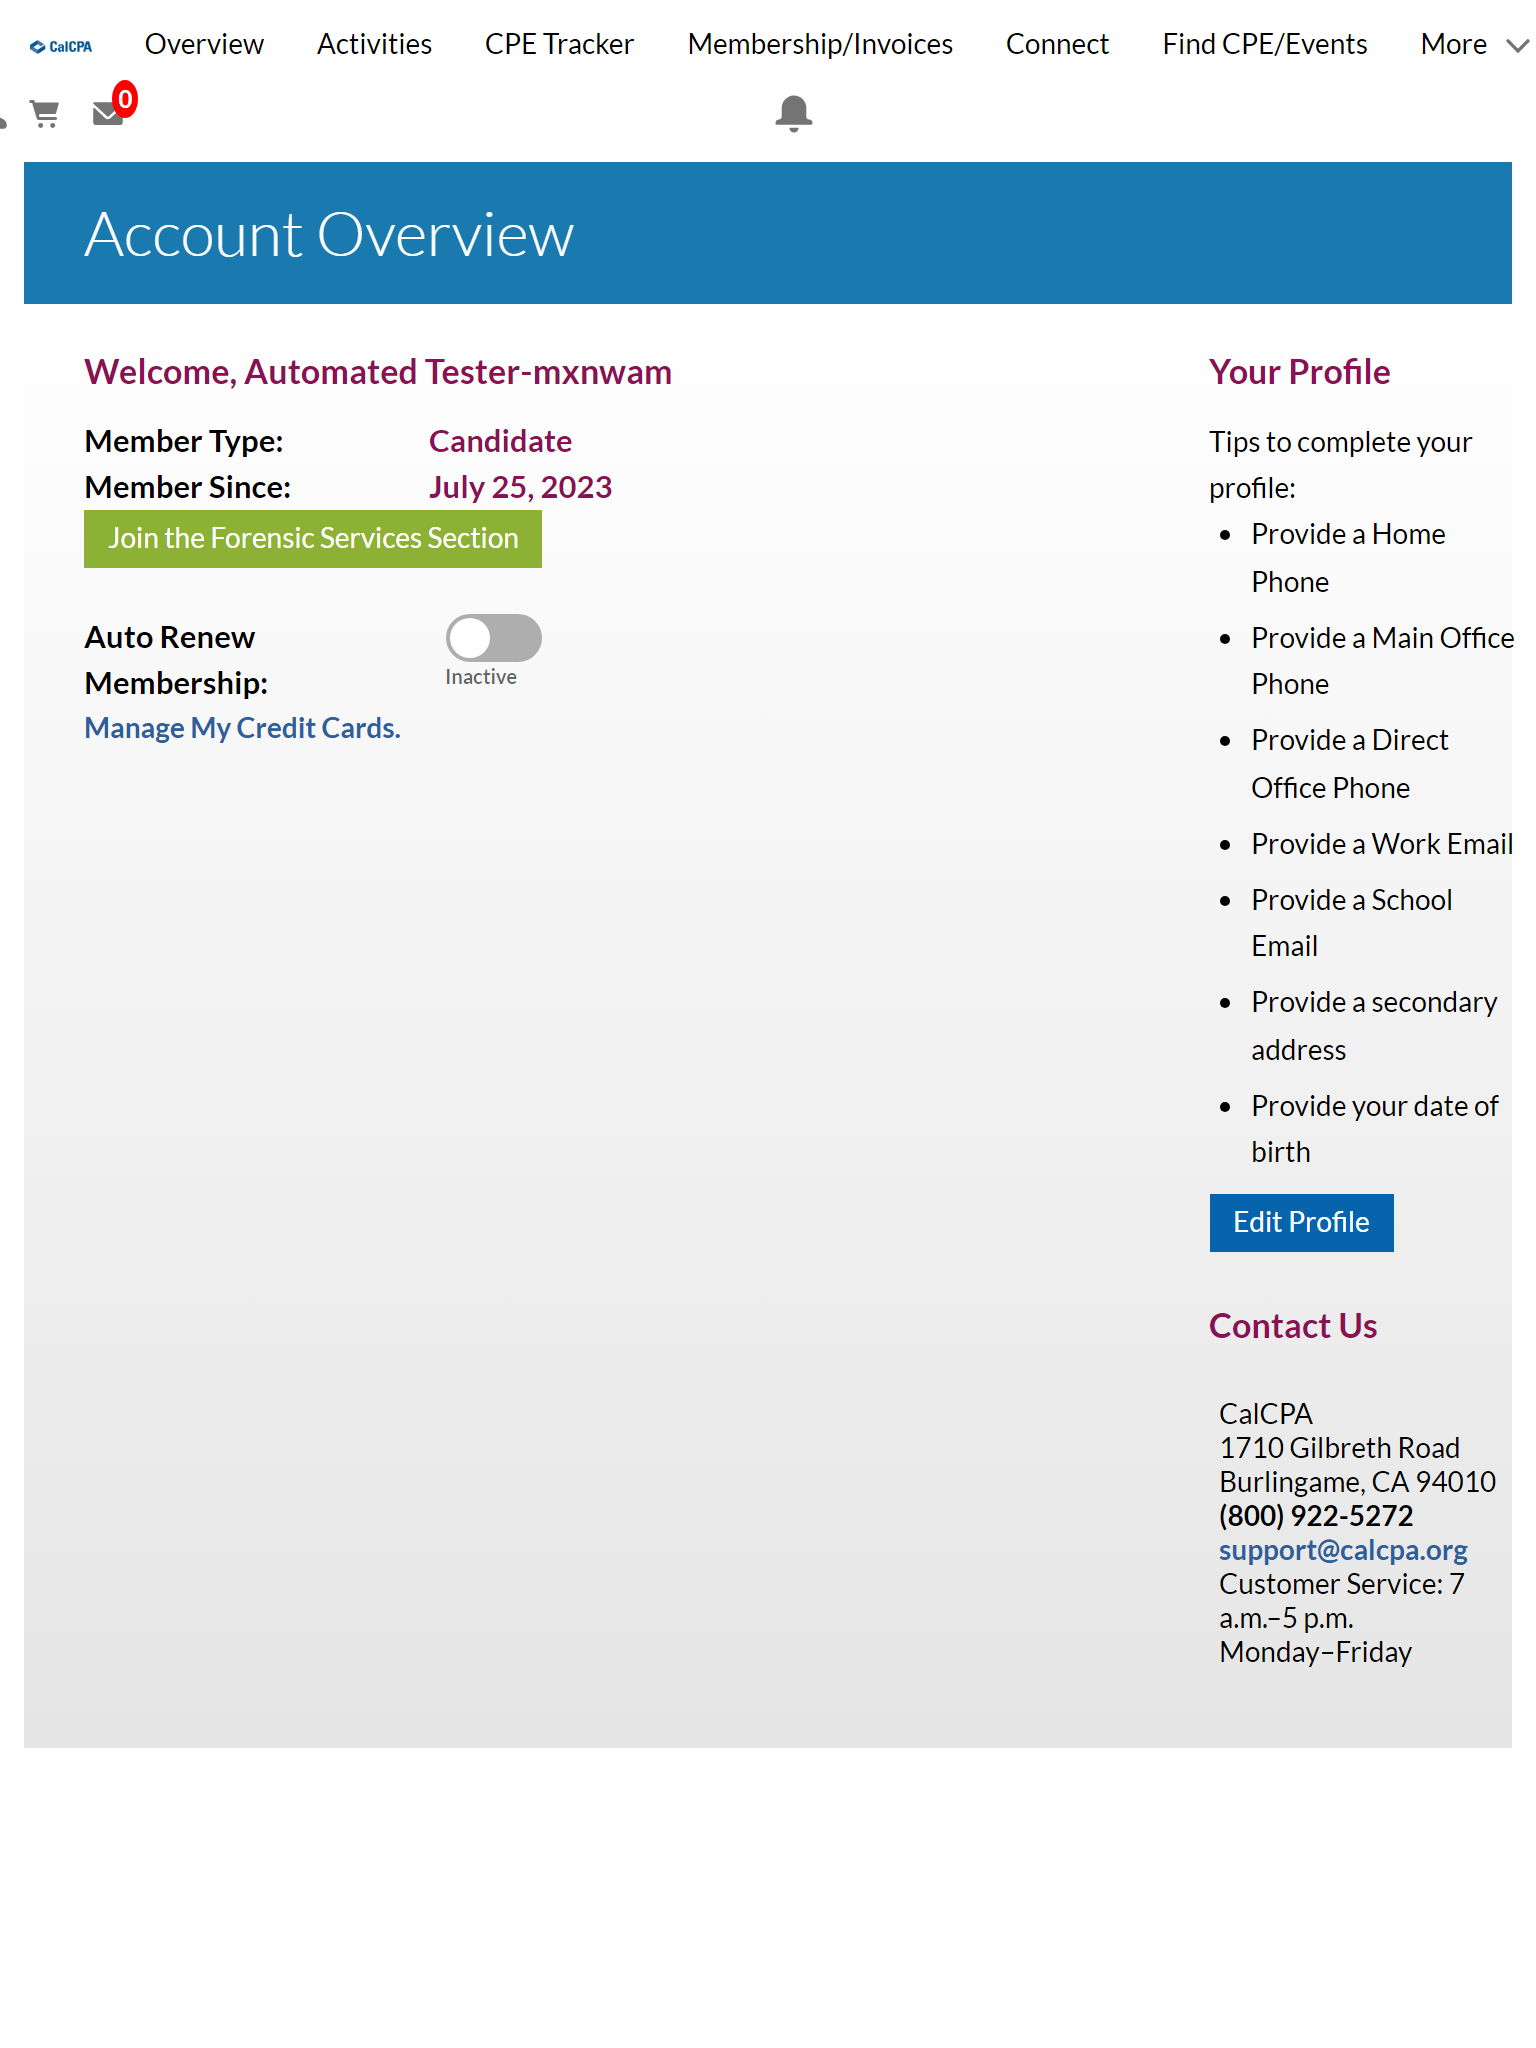 CalCPA Overview Activities CPE Tracker Membership/Invoices Connect Find CPE/Events More
0
Account Overview
Welcome, Automated Tester-mxnwam
Member Type: Candidate
Member Since: July 25, 2023
Join the Forensic Services Section
Auto Renew
Membership:
Inactive
Manage My Credit Cards.
Your Profile
Tips to complete your
profile:
Provide a Home
Phone
Provide a Main Office
Phone
Provide a Direct
Office Phone
Provide a Work Email
Provide a School
Email
Provide a secondary
address
Provide your date of
birth
Edit Profile
Contact Us
CalCPA
1710 Gilbreth Road
Burlingame, CA 94010
(800) 922-5272
support@calcpa.org
Customer Service: 7
a.m.–5 p.m.
Monday–Friday